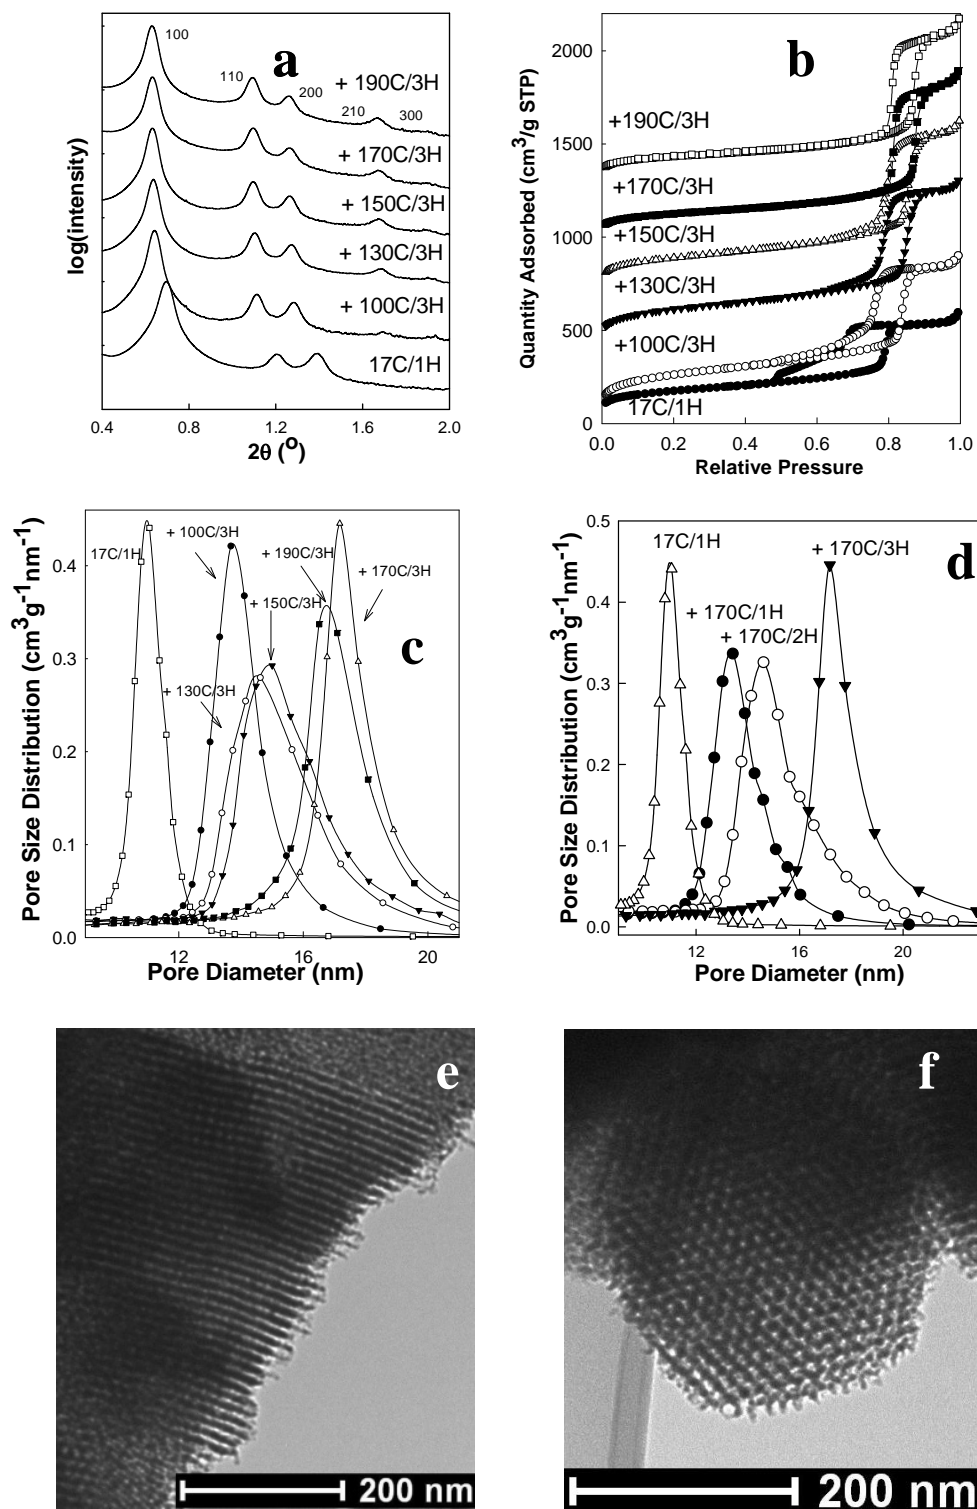 a
100
110
200
210
300
+ 190C/3H
+ 170C/3H
+ 150C/3H
+ 130C/3H
+ 100C/3H
17C/1H
log(intensity)
0.4 0.8 1.2 1.6 2.0
2θ (°)
b
2000
1500
1000
500
0
+190C/3H
+170C/3H
+150C/3H
+130C/3H
+100C/3H
17C/1H
Quantity Adsorbed (cm³/g STP)
0.0 0.2 0.4 0.6 0.8 1.0
Relative Pressure
c
0.4
0.3
0.2
0.1
0.0
17C/1H
+ 100C/3H
+ 190C/3H
+ 170C/3H
+ 150C/3H
+ 130C/3H
Pore Size Distribution (cm³g⁻¹nm⁻¹)
12 16 20
Pore Diameter (nm)
d
0.5
0.4
0.3
0.2
0.1
0.0
17C/1H
+ 170C/3H
+ 170C/1H
+ 170C/2H
Pore Size Distribution (cm³g⁻¹nm⁻¹)
12 16 20
Pore Diameter (nm)
e
200 nm
f
200 nm